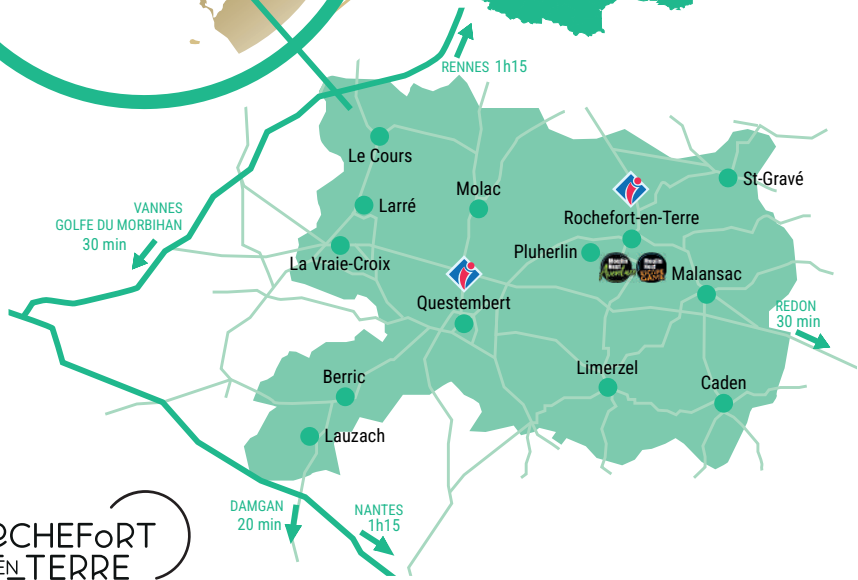 RENNES 1h15
Le Cours
St-Gravé
Molac
Larré
VANNES
GOLFE DU MORBIHAN
30 min
Rochefort-en-Terre
Pluherlin
La Vraie-Croix
Malansac
Questembert
REDON
30 min
Limerzel
Berric
Caden
Lauzach
DAMGAN
20 min
NANTES
1h15
CHEFORT
EN TERRE